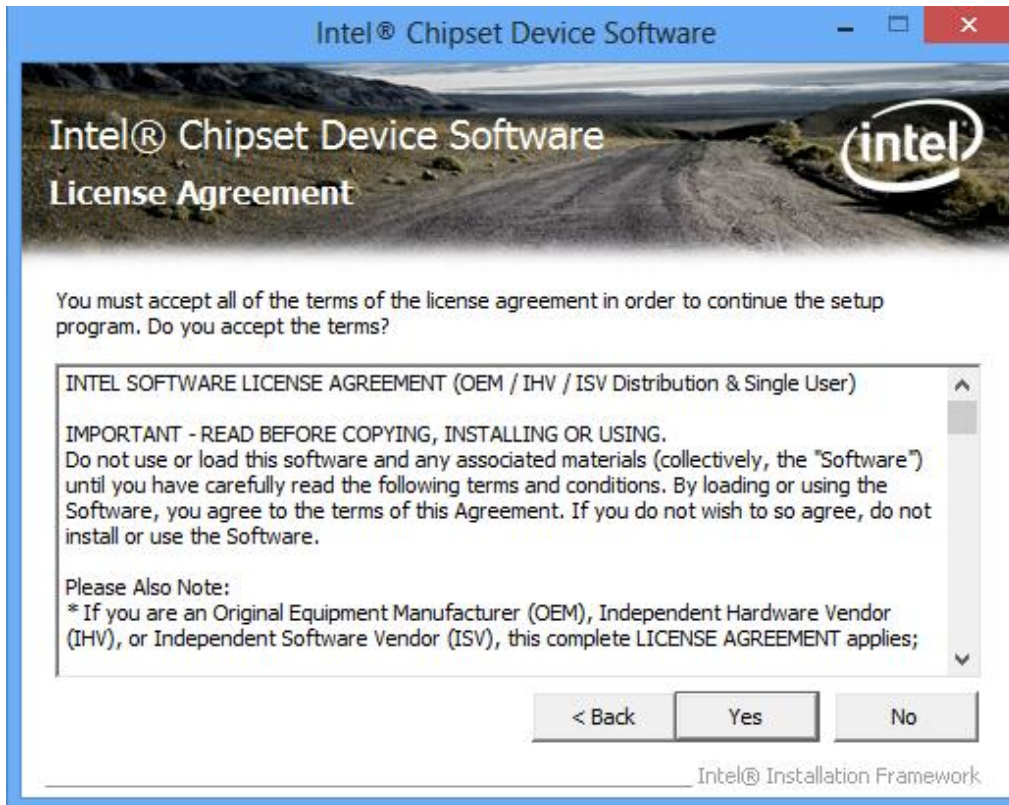 Intel® Chipset Device Software
Intel® Chipset Device Software
intel
License Agreement
You must accept all of the terms of the license agreement in order to continue the setup
program. Do you accept the terms?
INTEL SOFTWARE LICENSE AGREEMENT (OEM / IHV / ISV Distribution & Single User)
IMPORTANT - READ BEFORE COPYING, INSTALLING OR USING.
Do not use or load this software and any associated materials (collectively, the "Software")
until you have carefully read the following terms and conditions. By loading or using the
Software, you agree to the terms of this Agreement. If you do not wish to so agree, do not
install or use the Software.
Please Also Note:
* If you are an Original Equipment Manufacturer (OEM), Independent Hardware Vendor
(IHV), or Independent Software Vendor (ISV), this complete LICENSE AGREEMENT applies;
< Back Yes No
Intel® Installation Framework